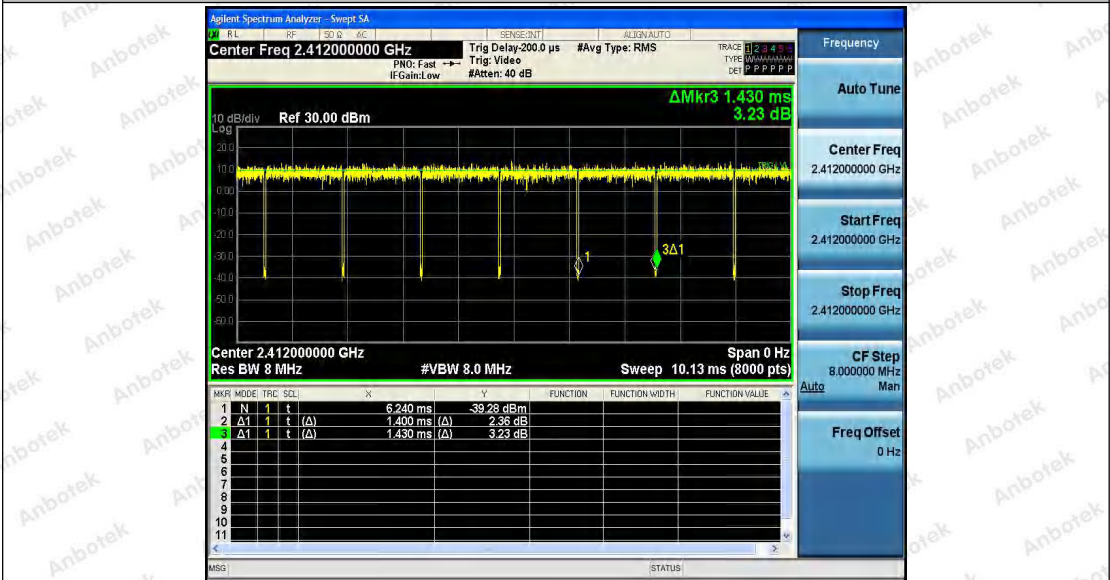 Agilent Spectrum Analyzer - Swept SA
RL RF 50 Ω AC SENSE:INT ALIGNAUTO
Center Freq 2.412000000 GHz
PNO: Fast
IFGain:Low
Trig Delay-200.0 µs
Trig: Video
#Atten: 40 dB
#Avg Type: RMS
TRACE 1 2 3 4 5 6
TYPE WWWWWW
DET P P P P P P
ΔMkr3 1.430 ms
3.23 dB
10 dB/div
Log
Ref 30.00 dBm
20.0
10.0
0.00
-10.0
-20.0
-30.0
-40.0
-50.0
-60.0
1
3Δ1
Center 2.412000000 GHz
Res BW 8 MHz
#VBW 8.0 MHz
Span 0 Hz
Sweep 10.13 ms (8000 pts)
MKR MODE TRC SCL X Y FUNCTION FUNCTION WIDTH FUNCTION VALUE
1 N 1 t 6.240 ms -39.28 dBm
2 Δ1 1 t (Δ) 1.400 ms (Δ) 2.36 dB
3 Δ1 1 t (Δ) 1.430 ms (Δ) 3.23 dB
4
5
6
7
8
9
10
11
MSG STATUS
Frequency
Auto Tune
Center Freq
2.412000000 GHz
Start Freq
2.412000000 GHz
Stop Freq
2.412000000 GHz
CF Step
8.000000 MHz
Auto Man
Freq Offset
0 Hz
Anbotek